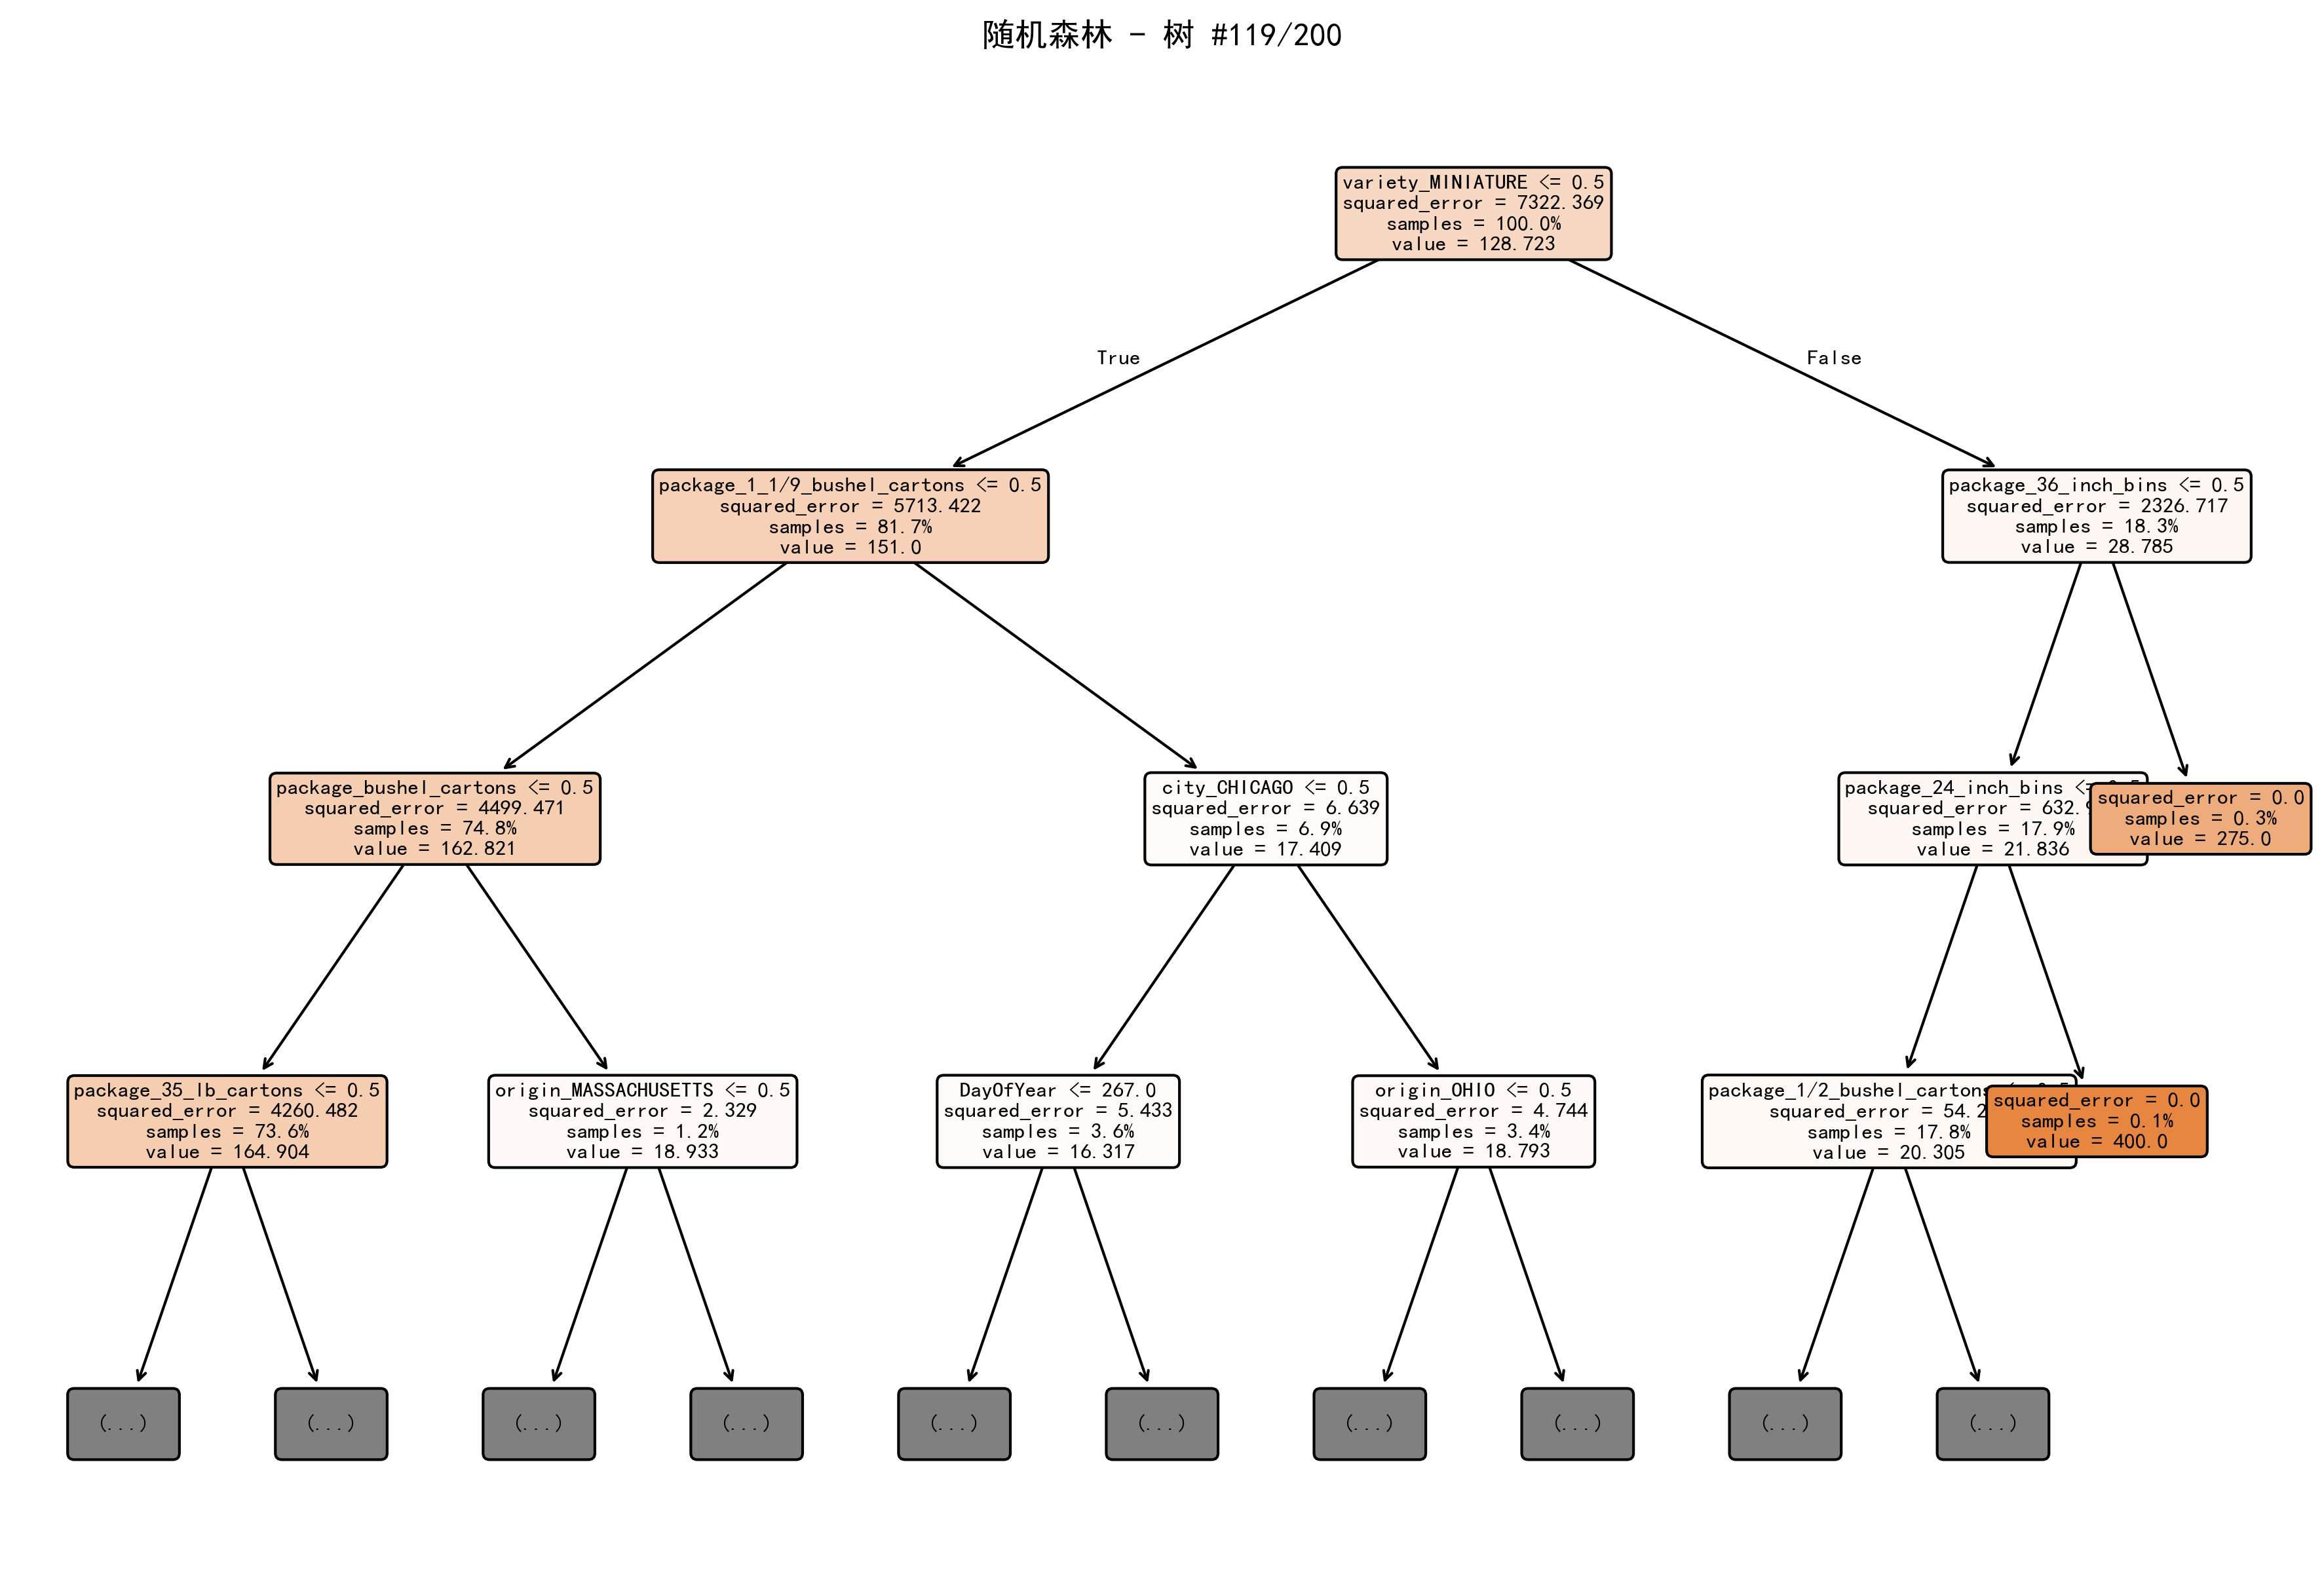 随机森林 - 树 #119/200
variety_MINIATURE <= 0.5
squared_error = 7322.369
samples = 100.0%
value = 128.723
True
False
package_1_1/9_bushel_cartons <= 0.5
squared_error = 5713.422
samples = 81.7%
value = 151.0
package_36_inch_bins <= 0.5
squared_error = 2326.717
samples = 18.3%
value = 28.785
package_bushel_cartons <= 0.5
squared_error = 4499.471
samples = 74.8%
value = 162.821
city_CHICAGO <= 0.5
squared_error = 6.639
samples = 6.9%
value = 17.409
package_24_inch_bins
squared_error = 632.
samples = 17.9%
value = 21.836
squared_error = 0.0
samples = 0.3%
value = 275.0
package_35_lb_cartons <= 0.5
squared_error = 4260.482
samples = 73.6%
value = 164.904
origin_MASSACHUSETTS <= 0.5
squared_error = 2.329
samples = 1.2%
value = 18.933
DayOfYear <= 267.0
squared_error = 5.433
samples = 3.6%
value = 16.317
origin_OHIO <= 0.5
squared_error = 4.744
samples = 3.4%
value = 18.793
package_1/2_bushel_cartons
squared_error = 54.2
samples = 17.8%
value = 20.305
squared_error = 0.0
samples = 0.1%
value = 400.0
(...)
(...)
(...)
(...)
(...)
(...)
(...)
(...)
(...)
(...)